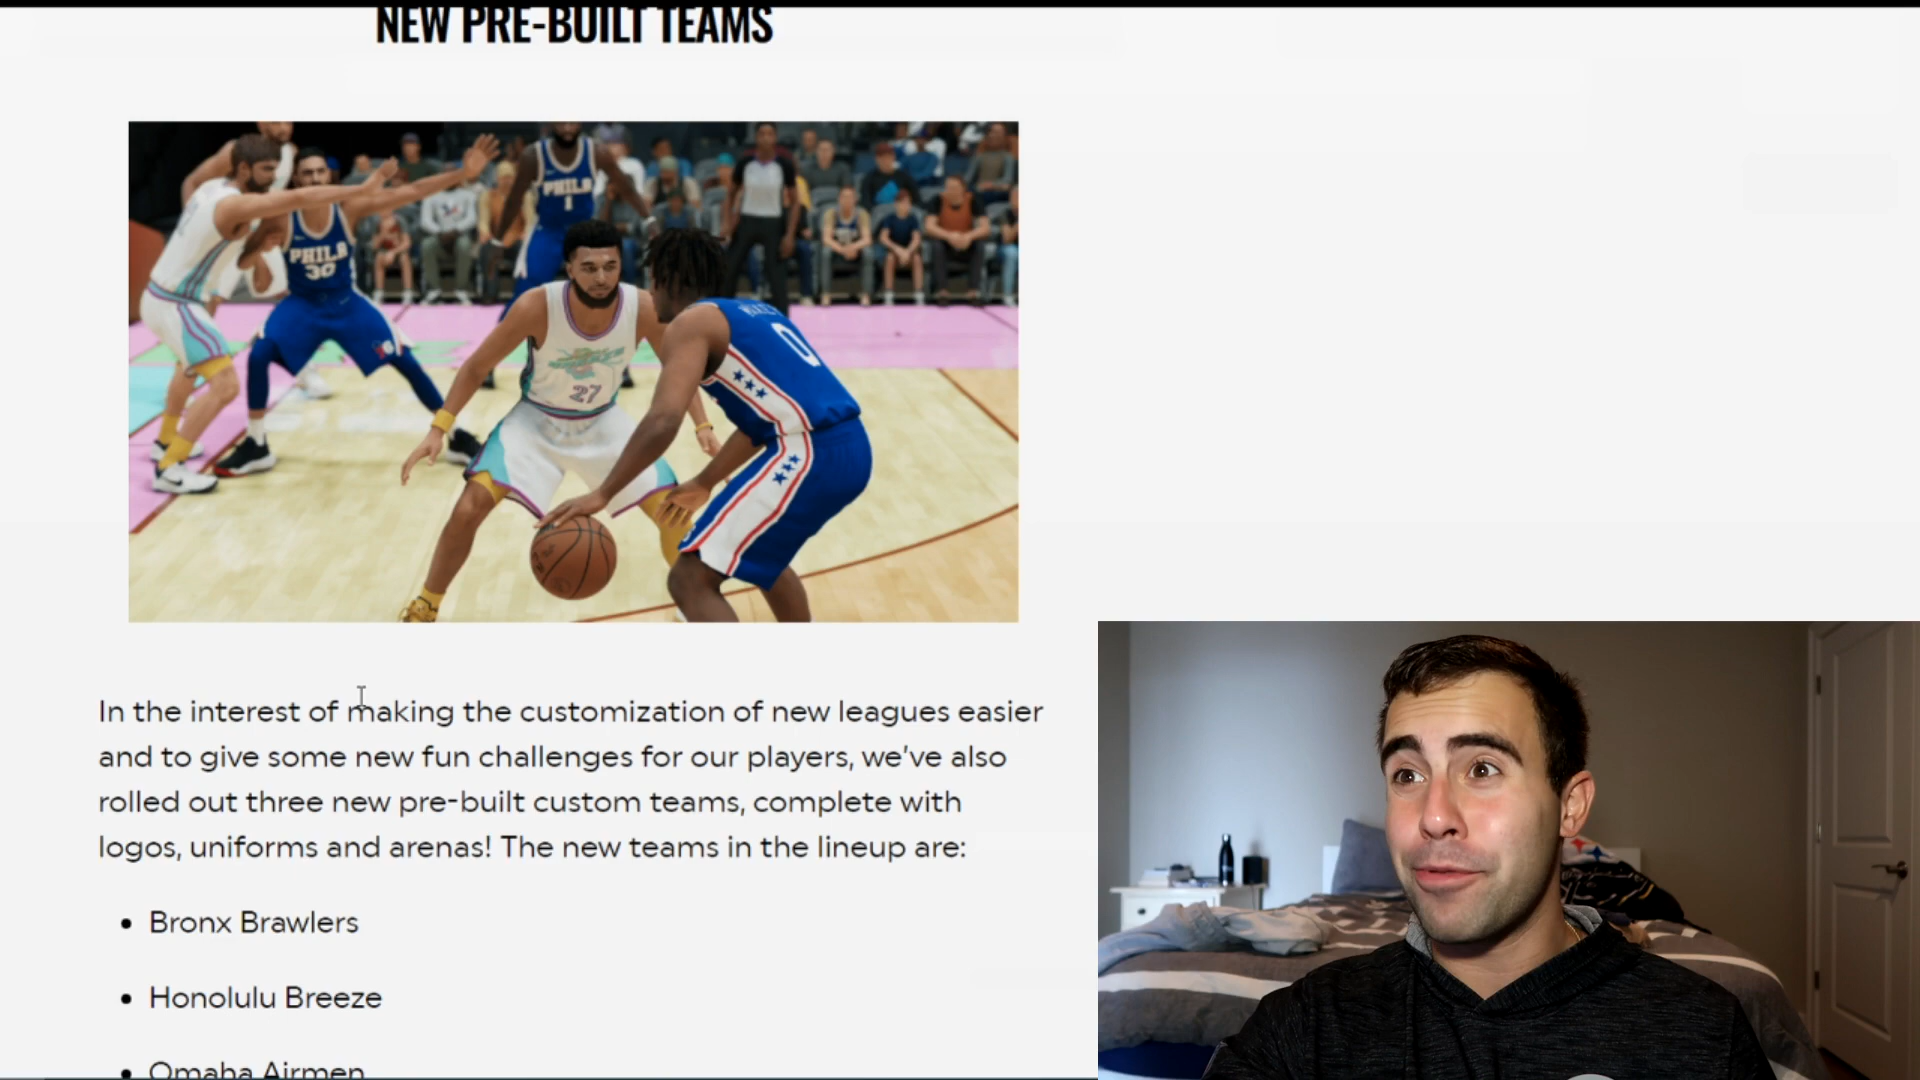 NEW PRE-BUILT TEAMS
PHILA
1
PHILA
30
0
27
In the interest of making the customization of new leagues easier
and to give some new fun challenges for our players, we've also
rolled out three new pre-built custom teams, complete with
logos, uniforms and arenas! The new teams in the lineup are:
• Bronx Brawlers
• Honolulu Breeze
• Omaha Airmen